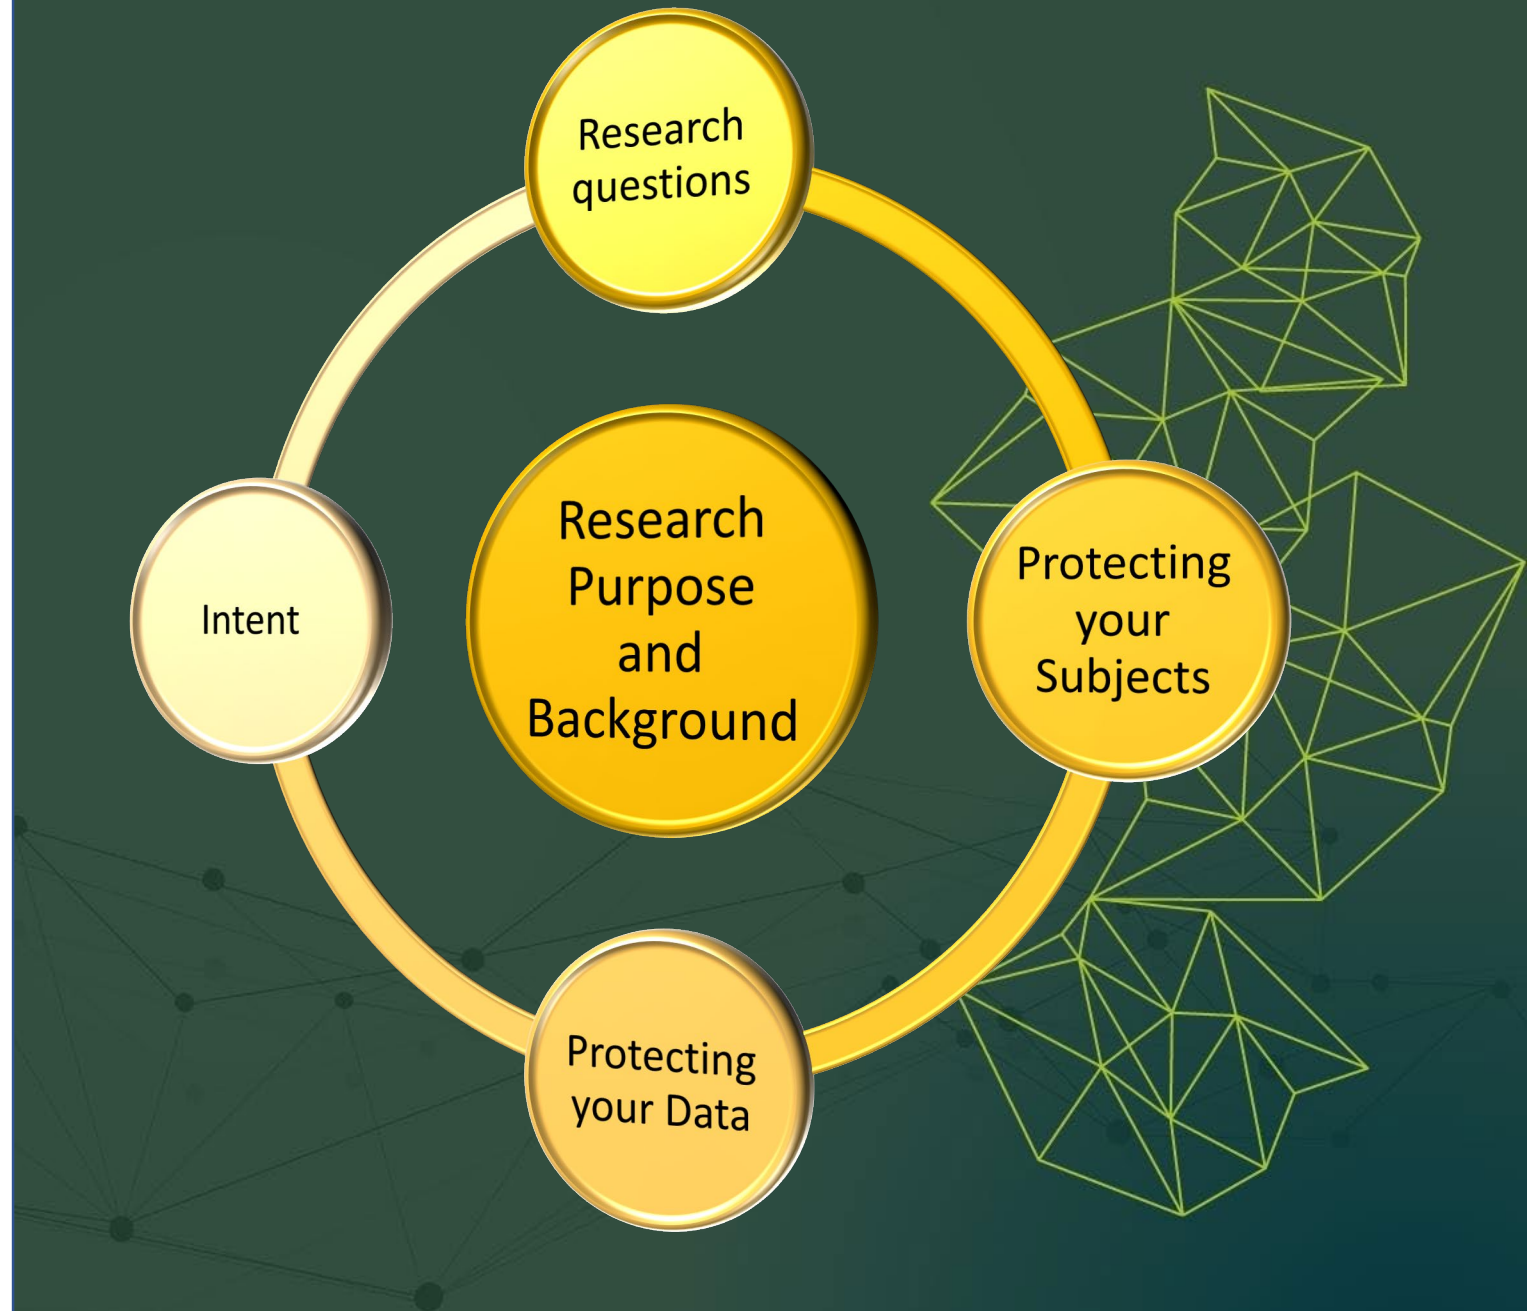 Research
questions
Research
Purpose
and
Background
Intent
Protecting
your
Subjects
Protecting
your Data